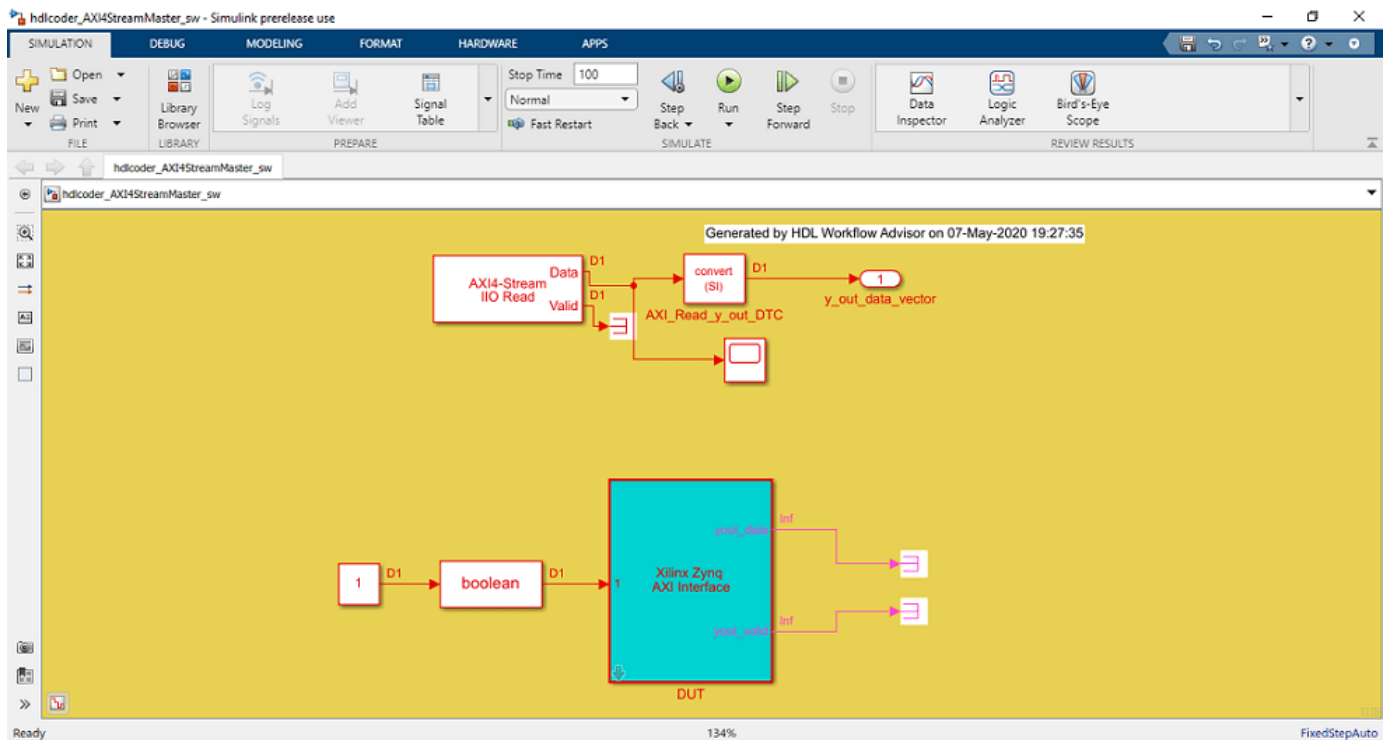 hdlcoder_AXI4StreamMaster_sw - Simulink prerelease use
SIMULATION DEBUG MODELING FORMAT HARDWARE APPS
New
Open
Save
Print
FILE
Library Browser
LIBRARY
Log Signals
Add Viewer
Signal Table
PREPARE
Stop Time 100
Normal
Fast Restart
Step Back
Run
Step Forward
Stop
SIMULATE
Data Inspector
Logic Analyzer
Bird's-Eye Scope
REVIEW RESULTS
hdlcoder_AXI4StreamMaster_sw
hdlcoder_AXI4StreamMaster_sw
Generated by HDL Workflow Advisor on 07-May-2020 19:27:35
AXI4-Stream
IIO Read
Data
Valid
D1
D1
convert
(SI)
D1
AXI_Read_y_out_DTC
1
y_out_data_vector
1
D1
boolean
D1
1
Xilinx Zynq
AXI Interface
yout_data
yout_valid
Inf
Inf
DUT
Ready 134% FixedStepAuto